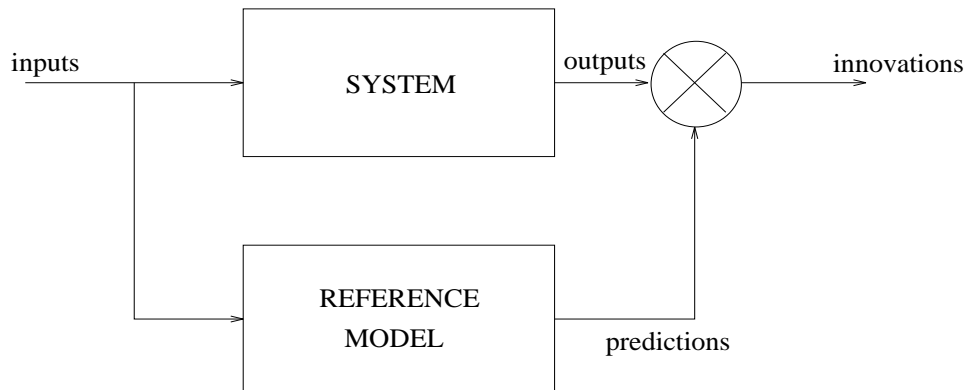 inputs
SYSTEM
outputs
innovations
REFERENCE
MODEL
predictions